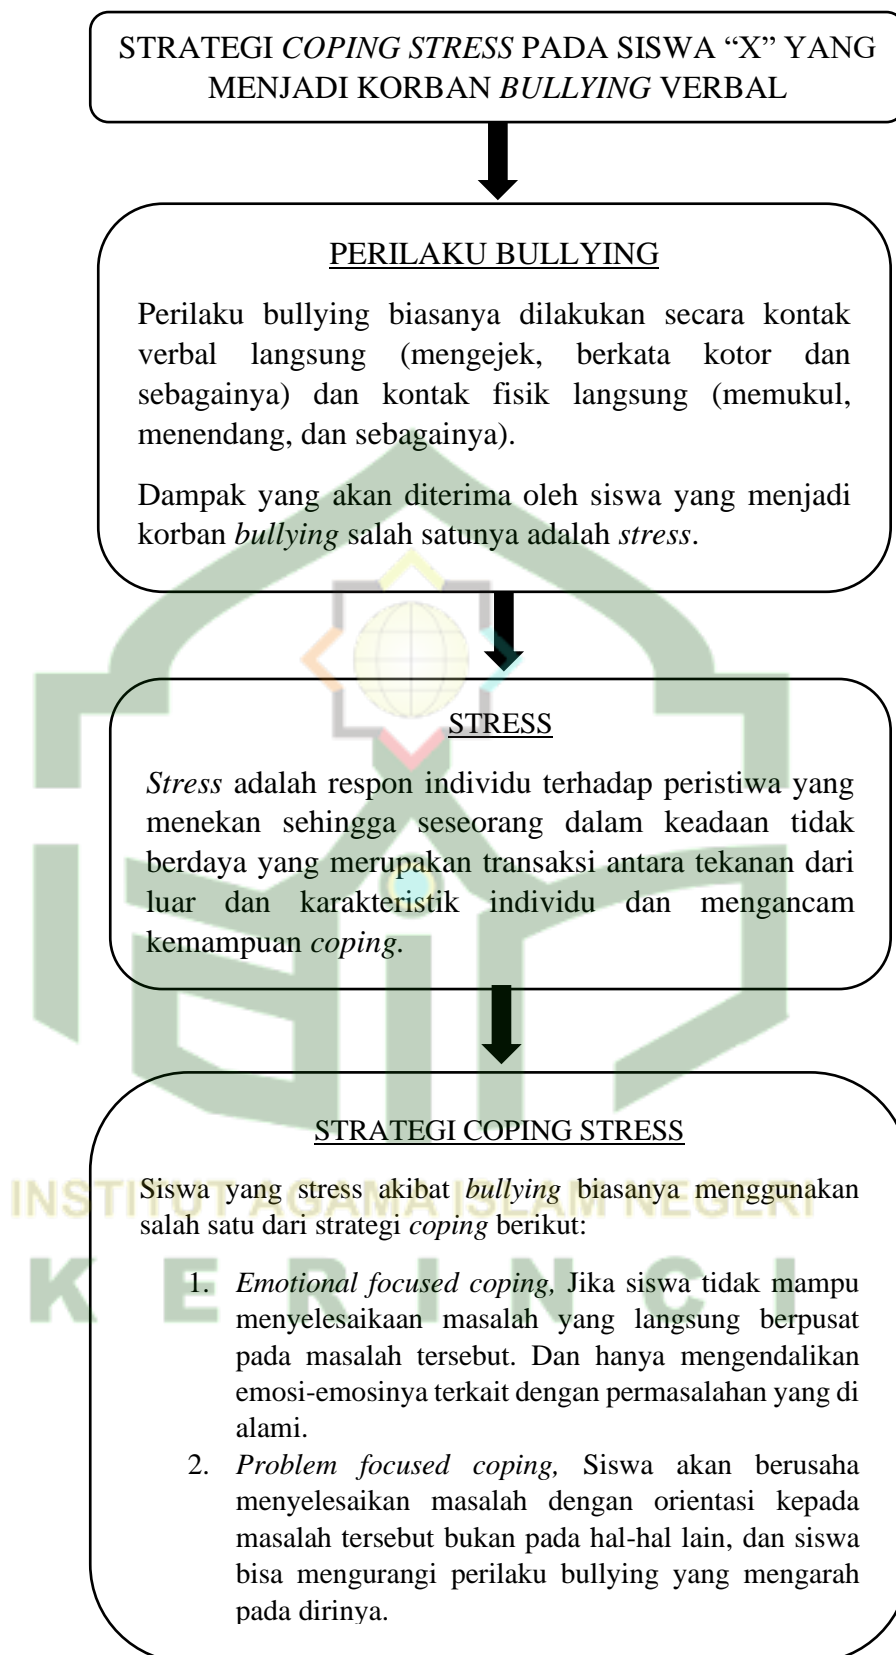 STRATEGI COPING STRESS PADA SISWA “X” YANG
MENJADI KORBAN BULLYING VERBAL
PERILAKU BULLYING
Perilaku bullying biasanya dilakukan secara kontak
verbal langsung (mengejek, berkata kotor dan
sebagainya) dan kontak fisik langsung (memukul,
menendang, dan sebagainya).
Dampak yang akan diterima oleh siswa yang menjadi
korban bullying salah satunya adalah stress.
STRESS
Stress adalah respon individu terhadap peristiwa yang
menekan sehingga seseorang dalam keadaan tidak
berdaya yang merupakan transaksi antara tekanan dari
luar dan karakteristik individu dan mengancam
kemampuan coping.
STRATEGI COPING STRESS
Siswa yang stress akibat bullying biasanya menggunakan
salah satu dari strategi coping berikut:
1. Emotional focused coping, Jika siswa tidak mampu
menyelesaikaan masalah yang langsung berpusat
pada masalah tersebut. Dan hanya mengendalikan
emosi-emosinya terkait dengan permasalahan yang di
alami.
2. Problem focused coping, Siswa akan berusaha
menyelesaikan masalah dengan orientasi kepada
masalah tersebut bukan pada hal-hal lain, dan siswa
bisa mengurangi perilaku bullying yang mengarah
pada dirinya.
INSTITUT AGAMA ISLAM NEGERI
KERINCI